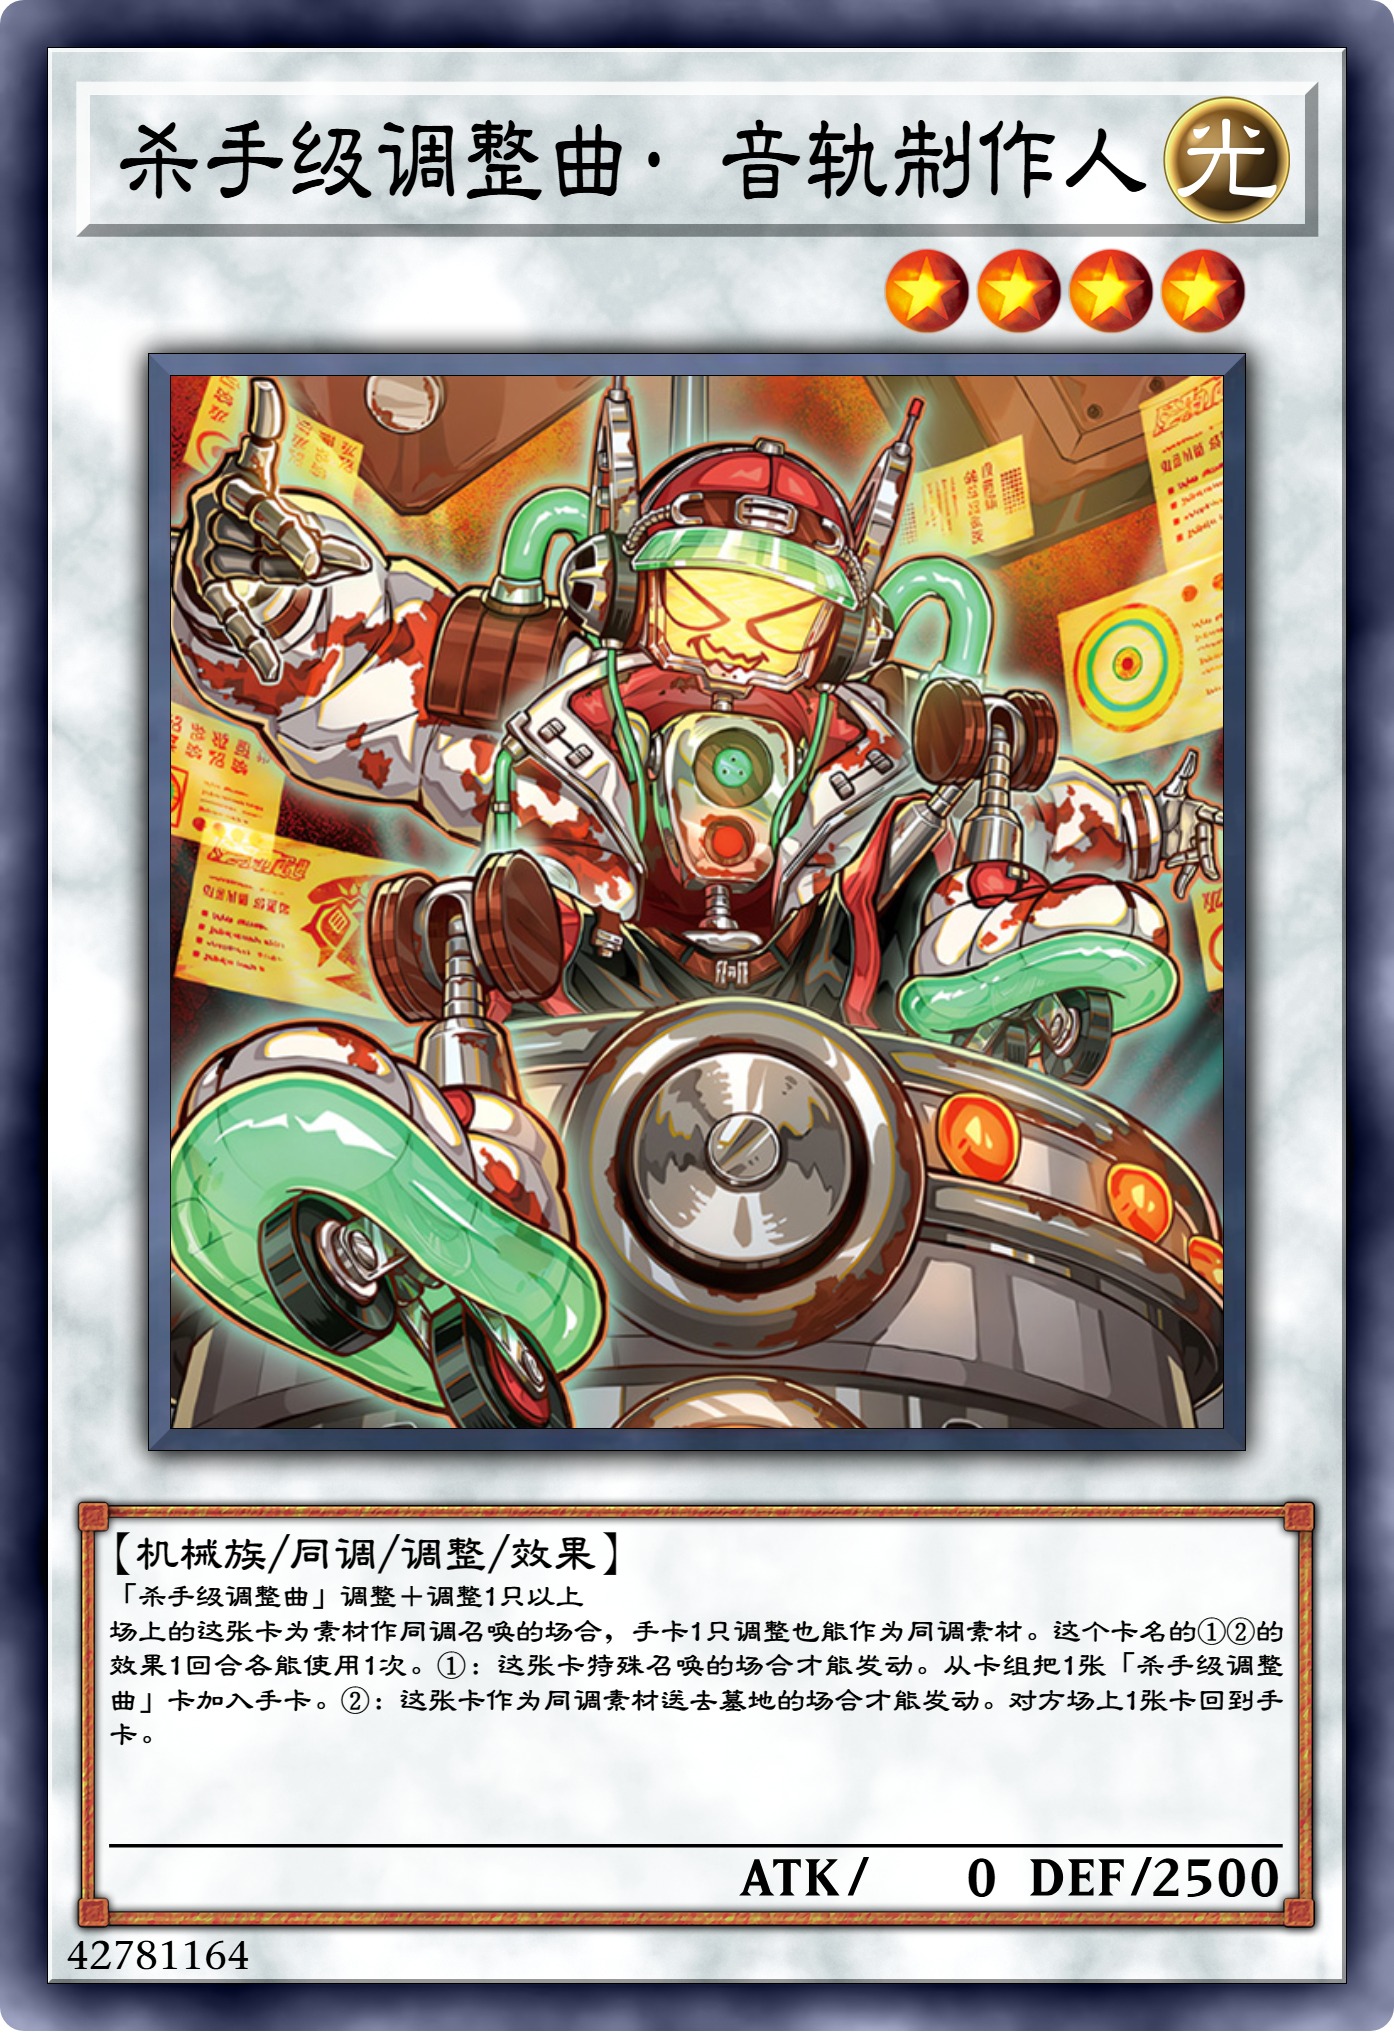 杀手级调整曲·音轨制作人
光
【机械族/同调/调整/效果】
「杀手级调整曲」调整＋调整1只以上
场上的这张卡为素材作同调召唤的场合，手卡1只调整也能作为同调素材。这个卡名的①②的
效果1回合各能使用1次。①：这张卡特殊召唤的场合才能发动。从卡组把1张「杀手级调整
曲」卡加入手卡。②：这张卡作为同调素材送去墓地的场合才能发动。对方场上1张卡回到手
卡。
ATK/ 0 DEF/2500
42781164